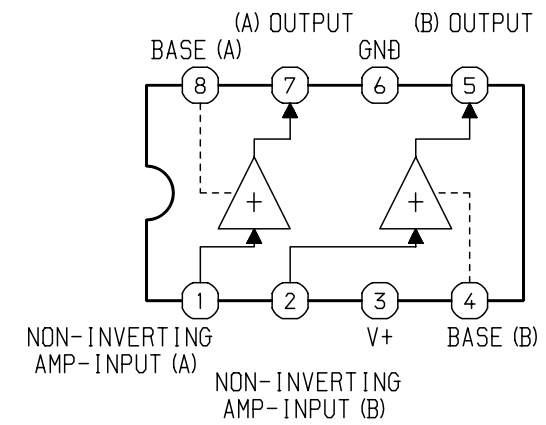 (A) OUTPUT
(B) OUTPUT
BASE (A)
GND
8
7
6
5
+
+
1
2
3
4
NON-INVERTING
AMP-INPUT (A)
V+
BASE (B)
NON-INVERTING
AMP-INPUT (B)